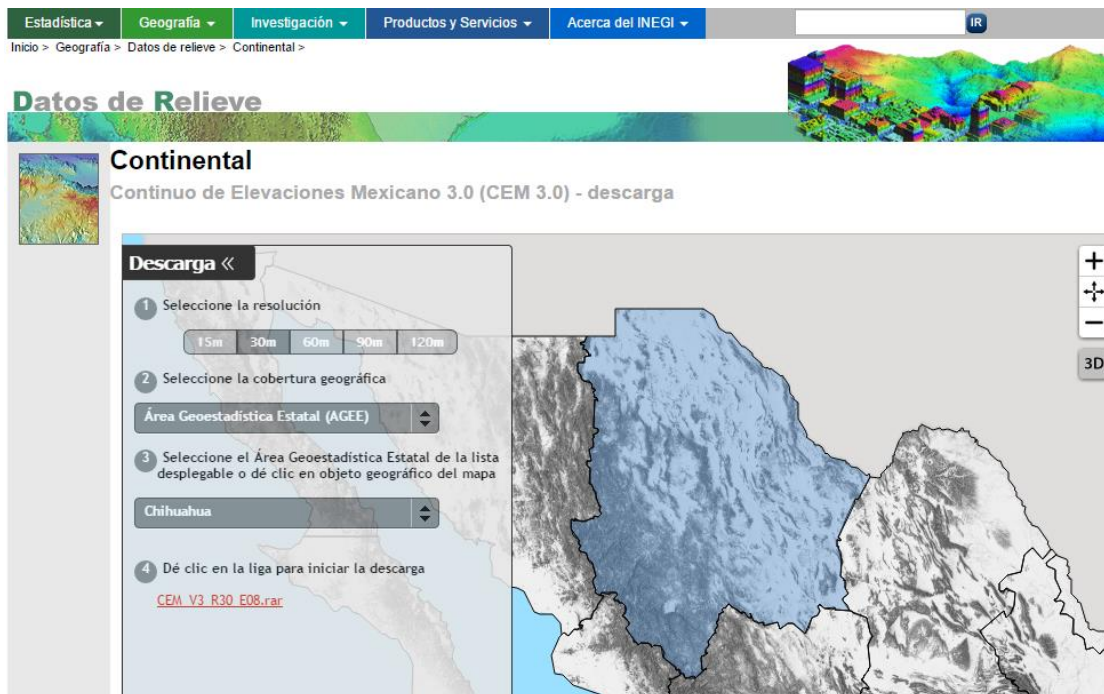 Estadística Geografía Investigación Productos y Servicios Acerca del INEGI IR
Inicio > Geografía > Datos de relieve > Continental >
Datos de Relieve
Continental
Continuo de Elevaciones Mexicano 3.0 (CEM 3.0) - descarga
Descarga «
1 Seleccione la resolución
15m 30m 60m 90m 120m
2 Seleccione la cobertura geográfica
Área Geoestadística Estatal (AGEE)
3 Seleccione el Área Geoestadística Estatal de la lista
desplegable o dé clic en objeto geográfico del mapa
Chihuahua
4 Dé clic en la liga para iniciar la descarga
CEM_V3_R30_E08.rar
3D